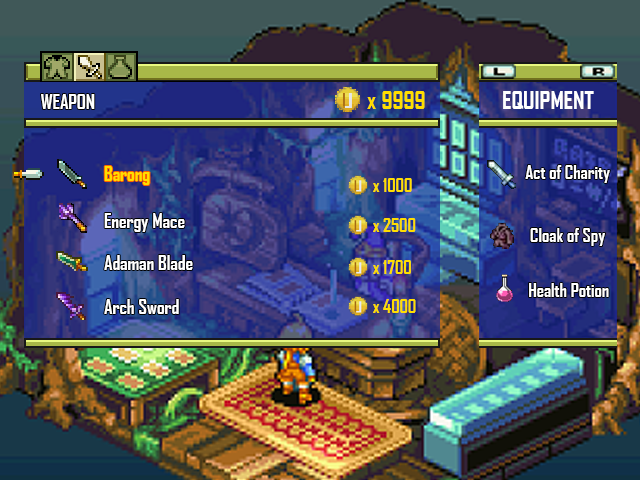 L R
WEAPON x 9999 EQUIPMENT
Barong x 1000
Energy Mace x 2500
Adaman Blade x 1700
Arch Sword x 4000
Act of Charity
Cloak of Spy
Health Potion